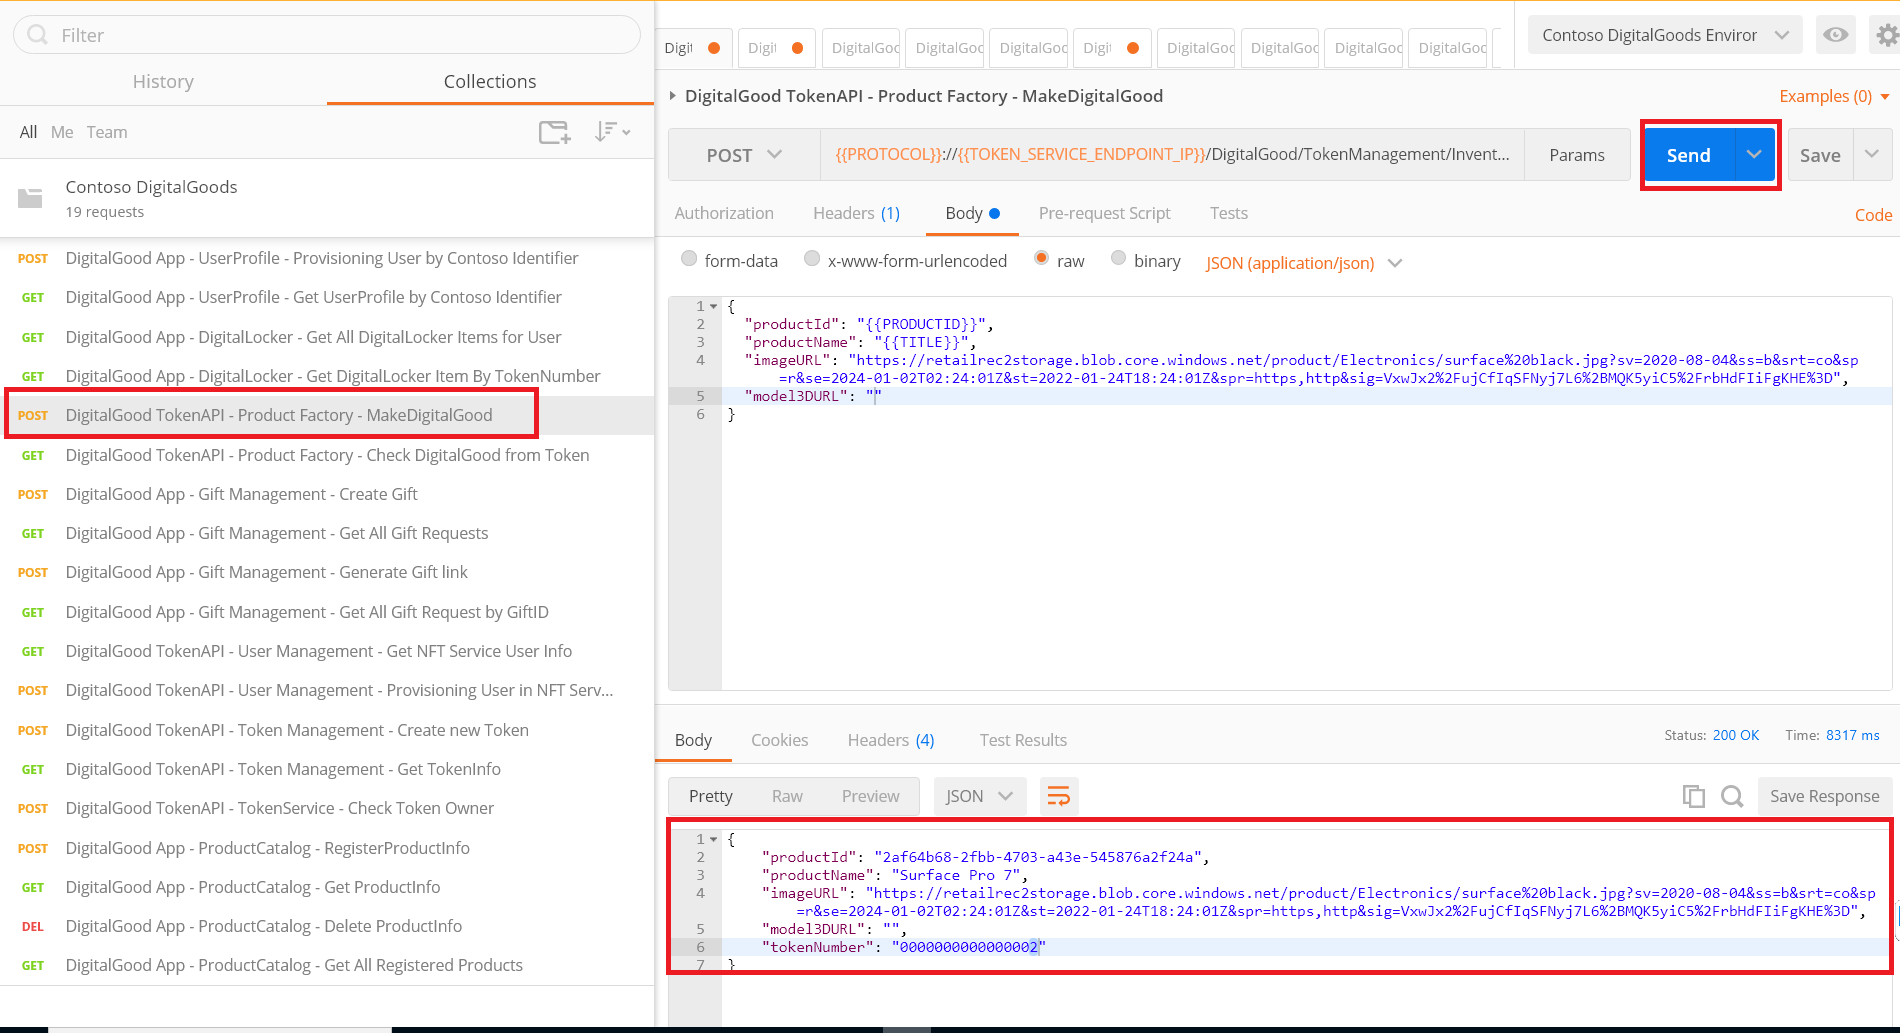 Filter
History
Collections
All Me Team
Contoso DigitalGoods
19 requests
POST DigitalGood App - UserProfile - Provisioning User by Contoso Identifier
GET DigitalGood App - UserProfile - Get UserProfile by Contoso Identifier
GET DigitalGood App - DigitalLocker - Get All DigitalLocker Items for User
GET DigitalGood App - DigitalLocker - Get DigitalLocker Item By TokenNumber
POST DigitalGood TokenAPI - Product Factory - MakeDigitalGood
GET DigitalGood TokenAPI - Product Factory - Check DigitalGood from Token
POST DigitalGood App - Gift Management - Create Gift
GET DigitalGood App - Gift Management - Get All Gift Requests
POST DigitalGood App - Gift Management - Generate Gift link
GET DigitalGood App - Gift Management - Get All Gift Request by GiftID
GET DigitalGood TokenAPI - User Management - Get NFT Service User Info
POST DigitalGood TokenAPI - User Management - Provisioning User in NFT Serv...
POST DigitalGood TokenAPI - Token Management - Create new Token
GET DigitalGood TokenAPI - Token Management - Get TokenInfo
POST DigitalGood TokenAPI - TokenService - Check Token Owner
POST DigitalGood App - ProductCatalog - RegisterProductInfo
GET DigitalGood App - ProductCatalog - Get ProductInfo
DEL DigitalGood App - ProductCatalog - Delete ProductInfo
GET DigitalGood App - ProductCatalog - Get All Registered Products
Digit Digit DigitalGoo DigitalGoo DigitalGoo Digit DigitalGoo DigitalGoo DigitalGoo DigitalGoo
Contoso DigitalGoods Enviror
DigitalGood TokenAPI - Product Factory - MakeDigitalGood
Examples (0)
POST {{PROTOCOL}}://{{TOKEN_SERVICE_ENDPOINT_IP}}/DigitalGood/TokenManagement/Invent... Params Send Save
Authorization Headers (1) Body Pre-request Script Tests Code
form-data x-www-form-urlencoded raw binary JSON (application/json)
1 {
2 "productId": "{{PRODUCTID}}",
3 "productName": "{{TITLE}}",
4 "imageURL": "https://retailrec2storage.blob.core.windows.net/product/Electronics/surface%20black.jpg?sv=2020-08-04&ss=b&srt=co&sp
=r&se=2024-01-02T02:24:01Z&st=2022-01-24T18:24:01Z&spr=https,http&sig=VxwJx2%2FujCfIqSFNyj7L6%2BMQK5yiC5%2FrbHdFIiFgKHE%3D",
5 "model3DURL": ""
6 }
Body Cookies Headers (4) Test Results Status: 200 OK Time: 8317 ms
Pretty Raw Preview JSON Save Response
1 {
2 "productId": "2af64b68-2fbb-4703-a43e-545876a2f24a",
3 "productName": "Surface Pro 7",
4 "imageURL": "https://retailrec2storage.blob.core.windows.net/product/Electronics/surface%20black.jpg?sv=2020-08-04&ss=b&srt=co&sp
=r&se=2024-01-02T02:24:01Z&st=2022-01-24T18:24:01Z&spr=https,http&sig=VxwJx2%2FujCfIqSFNyj7L6%2BMQK5yiC5%2FrbHdFIiFgKHE%3D",
5 "model3DURL": "",
6 "tokenNumber": "0000000000000002"
7 }